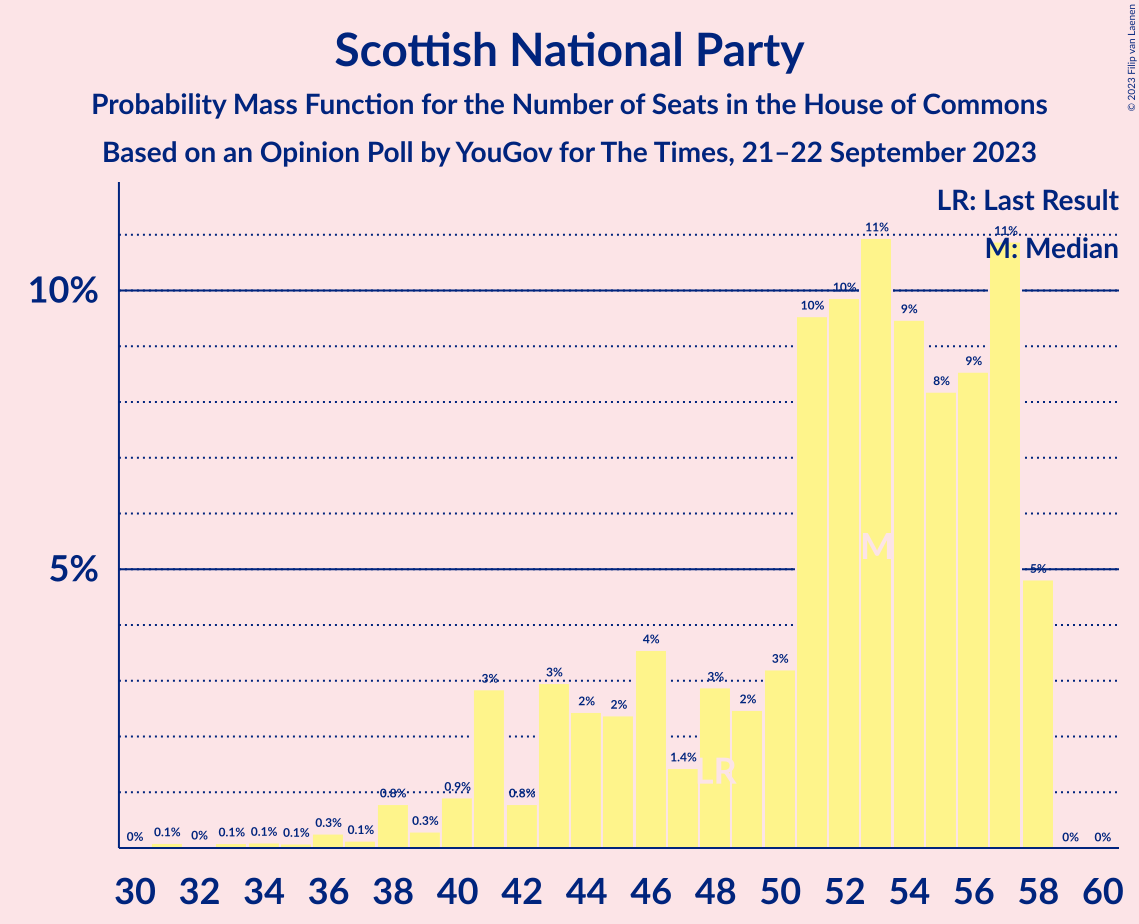 Scottish National Party
Probability Mass Function for the Number of Seats in the House of Commons
Based on an Opinion Poll by YouGov for The Times, 21–22 September 2023
© 2023 Filip van Laenen
LR: Last Result
M: Median
10%
5%
0% 0.1% 0% 0.1% 0.1% 0.1% 0.3% 0.1% 0.8% 0.3% 0.9% 3% 0.8% 3% 2% 2% 4% 1.4% 3% 2% 3% 10% 10% 11% 9% 8% 9% 11% 5% 0% 0%
M
LR
30 32 34 36 38 40 42 44 46 48 50 52 54 56 58 60